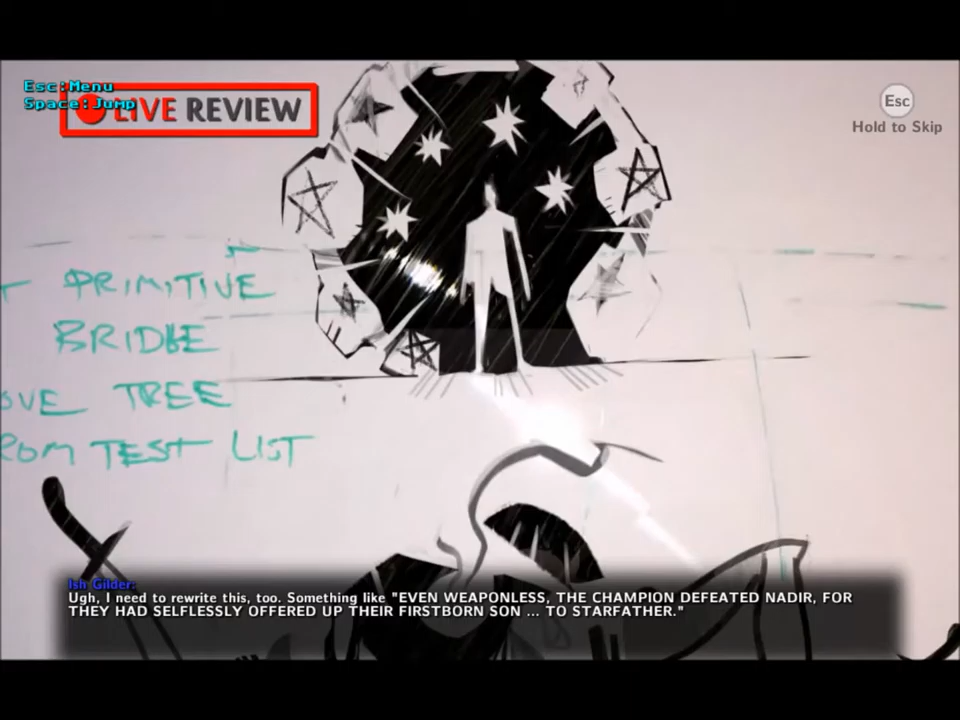 Esc:Menu
Space:Jump
LIVE REVIEW
Esc
Hold to Skip
PRIMITIVE
BRIDGE
TREE
TEST LIST
Ish Gilder:
Ugh, I need to rewrite this, too. Something like "EVEN WEAPONLESS, THE CHAMPION DEFEATED NADIR, FOR
THEY HAD SELFLESSLY OFFERED UP THEIR FIRSTBORN SON ... TO STARFATHER."